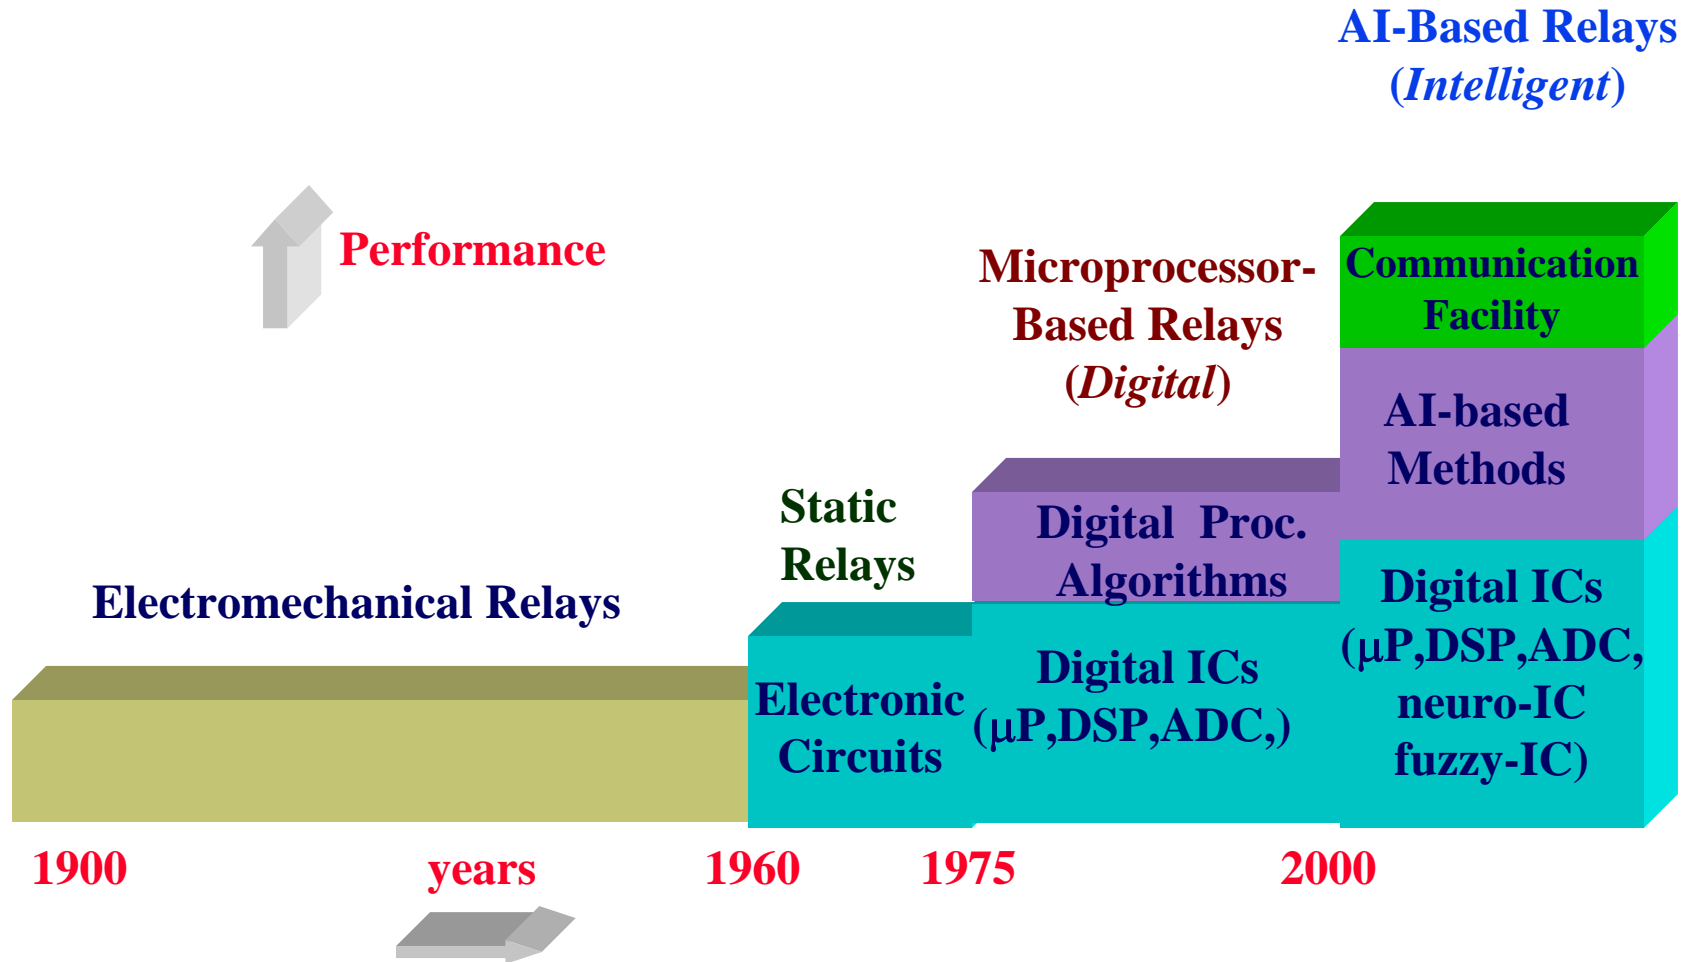 AI-Based Relays
(Intelligent)
Performance
Microprocessor-
Based Relays
(Digital)
Communication
Facility
AI-based
Methods
Static
Relays
Digital Proc.
Algorithms
Electromechanical Relays
Digital ICs
(μP,DSP,ADC,
neuro-IC
fuzzy-IC)
Digital ICs
(μP,DSP,ADC,)
Electronic
Circuits
1900
years
1960
1975
2000